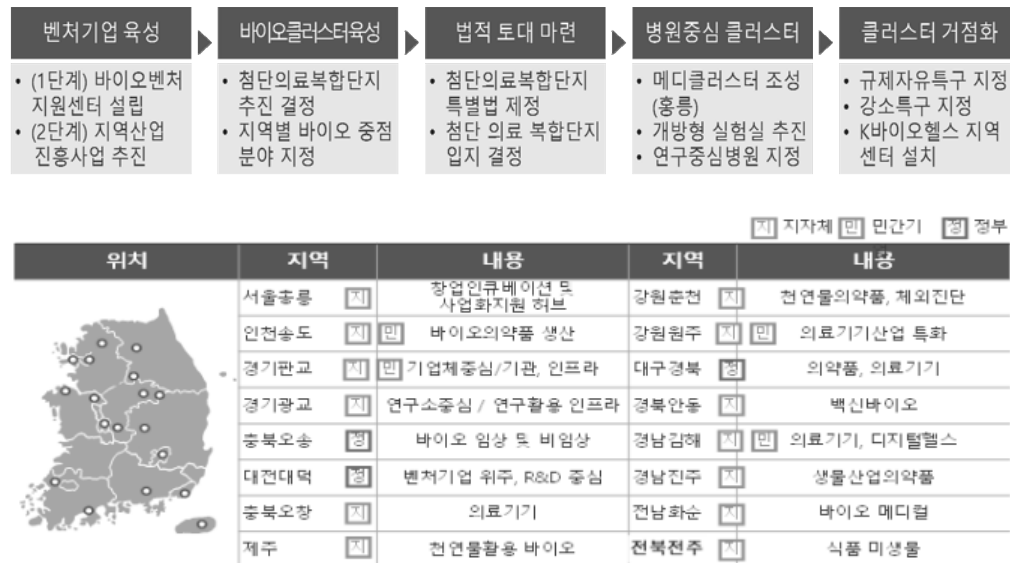 벤처기업 육성
• (1단계) 바이오벤처
지원센터 설립
• (2단계) 지역산업
진흥사업 추진
바이오클러스터육성
• 첨단의료복합단지
추진 결정
• 지역별 바이오 중점
분야 지정
법적 토대 마련
• 첨단의료복합단지
특별법 제정
• 첨단 의료 복합단지
입지 결정
병원중심 클러스터
• 메디클러스터 조성
(홍릉)
• 개방형 실험실 추진
• 연구중심병원 지정
클러스터 거점화
• 규제자유특구 지정
• 강소특구 지정
• K바이오헬스 지역
센터 설치
지 지자체 민 민간기 정 정부
위치 지역 내용 지역 내용
서울홍릉 지 창업인큐베이션 및
사업화지원 허브
강원춘천 지 천연물의약품, 체외진단
인천송도 지 민 바이오의약품 생산 강원원주 지 민 의료기기산업 특화
경기판교 지 민 기업체중심/기관, 인프라 대구경북 정 의약품, 의료기기
경기광교 지 연구소중심 / 연구활용 인프라 경북안동 지 백신바이오
충북오송 정 바이오 임상 및 비임상 경남김해 지 민 의료기기, 디지털헬스
대전대덕 정 벤처기업 위주, R&D 중심 경남진주 지 생물산업의약품
충북오창 지 의료기기 전남화순 지 바이오 메디컬
제주 지 천연물활용 바이오 전북전주 지 식품 미생물